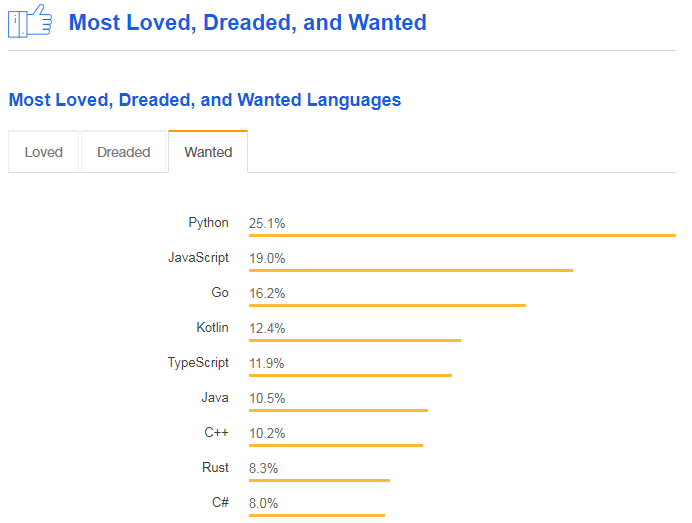 Most Loved, Dreaded, and Wanted
Most Loved, Dreaded, and Wanted Languages
Loved Dreaded Wanted
Python 25.1%
JavaScript 19.0%
Go 16.2%
Kotlin 12.4%
TypeScript 11.9%
Java 10.5%
C++ 10.2%
Rust 8.3%
C# 8.0%